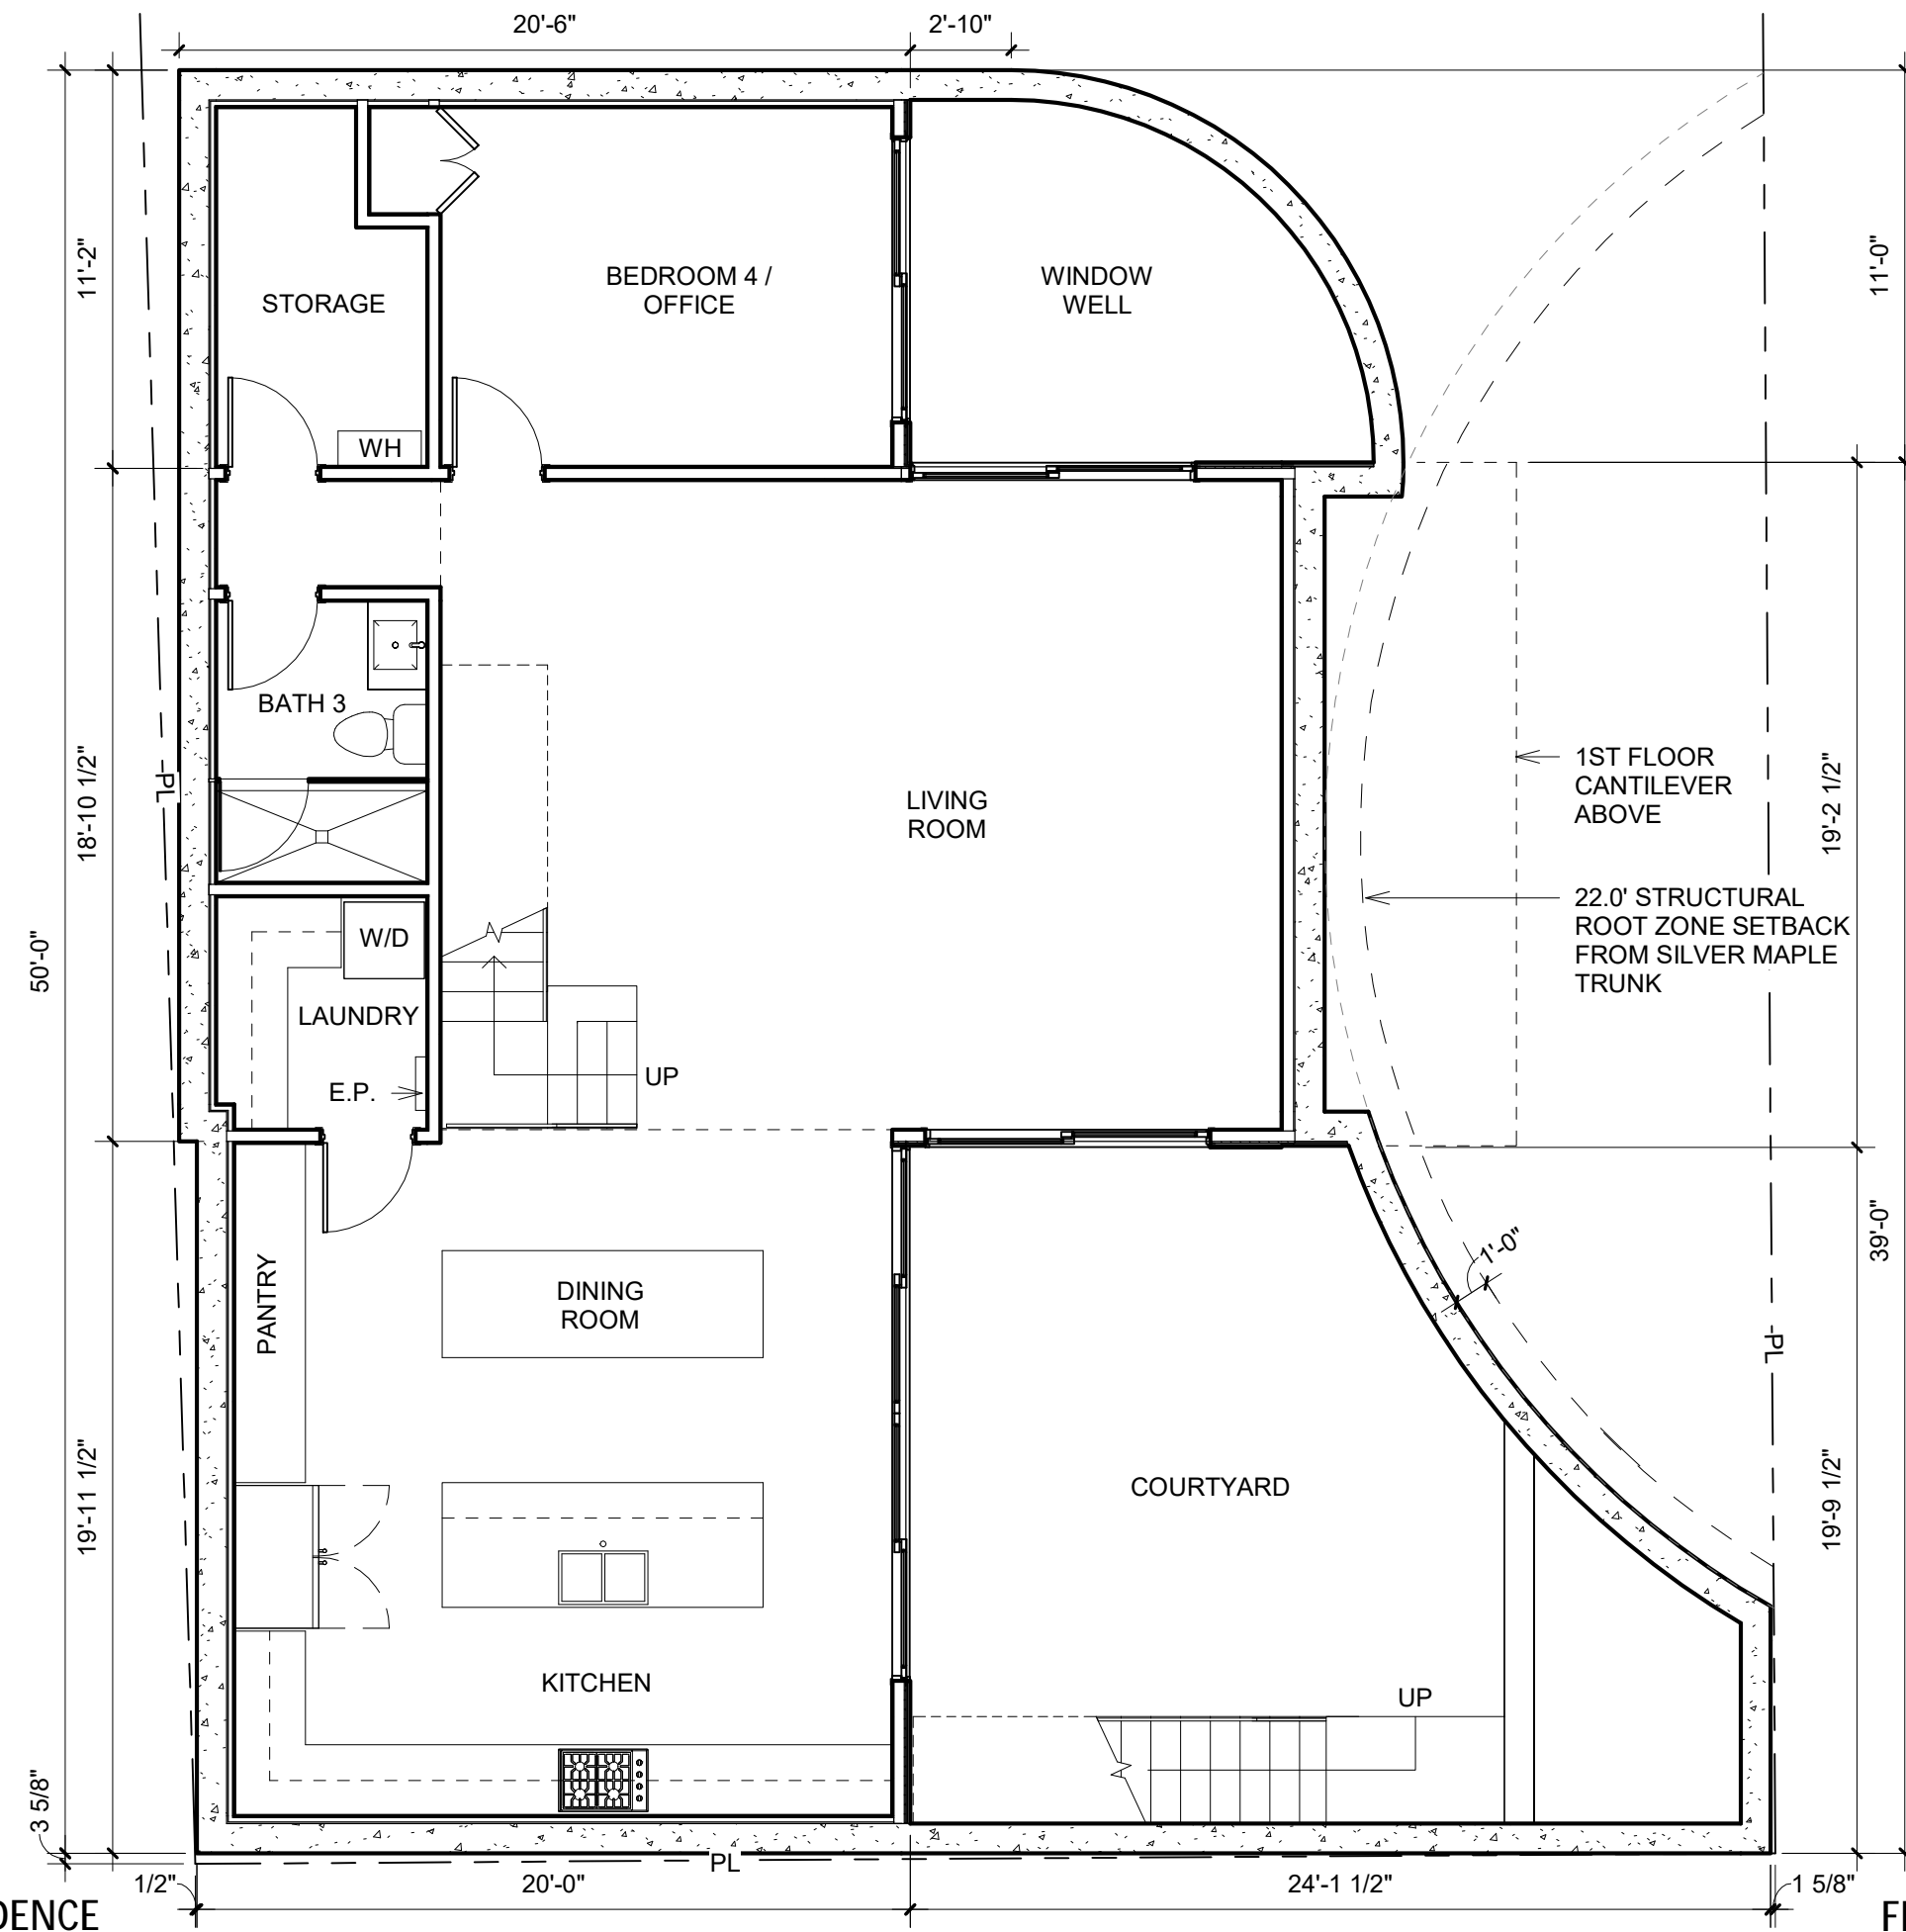 20'-6"
2'-10"
11'-2"
11'-0"
STORAGE
BEDROOM 4 /
OFFICE
WINDOW
WELL
WH
BATH 3
-PL
18'-10 1/2"
LIVING
ROOM
1ST FLOOR
CANTILEVER
ABOVE
19'-2 1/2"
22.0' STRUCTURAL
ROOT ZONE SETBACK
FROM SILVER MAPLE
TRUNK
50'-0"
W/D
LAUNDRY
E.P.
UP
39'-0"
1'-0"
PANTRY
DINING
ROOM
-PL
19'-11 1/2"
COURTYARD
19'-9 1/2"
KITCHEN
UP
3 5/8"
PL
1/2"
20'-0"
24'-1 1/2"
1 5/8"
DENCE